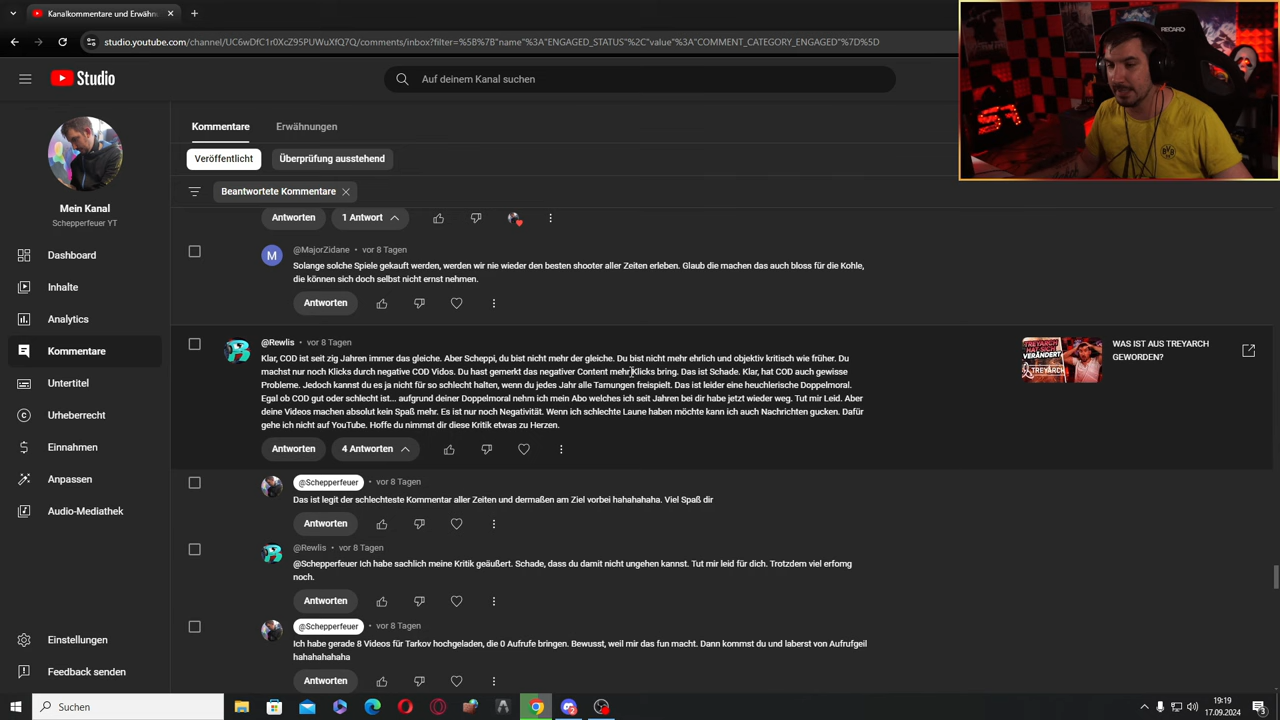 Kanalkommentare und Erwähn
studio.youtube.com/channel/UC6wDfC1r0XcZ95PUWuXfQ7Q/comments/inbox?filter=%5B%7B"name"%3A"ENGAGED_STATUS"%2C"value"%3A"COMMENT_CATEGORY_ENGAGED"%7D%5D
Studio
Auf deinem Kanal suchen
RECARO
BVB
09
Mein Kanal
Schepperfeuer YT
Dashboard
Inhalte
Analytics
Kommentare
Untertitel
Urheberrecht
Einnahmen
Anpassen
Audio-Mediathek
Einstellungen
Feedback senden
Kommentare
Erwähnungen
Veröffentlicht
Überprüfung ausstehend
Beantwortete Kommentare
Antworten
1 Antwort
M
@MajorZidane • vor 8 Tagen
Solange solche Spiele gekauft werden, werden wir nie wieder den besten shooter aller Zeiten erleben. Glaub die machen das auch bloss für die Kohle,
die können sich doch selbst nicht ernst nehmen.
Antworten
@Rewlis • vor 8 Tagen
Klar, COD ist seit zig Jahren immer das gleiche. Aber Scheppi, du bist nicht mehr der gleiche. Du bist nicht mehr ehrlich und objektiv kritisch wie früher. Du
machst nur noch Klicks durch negative COD Vidos. Du hast gemerkt das negativer Content mehr Klicks bring. Das ist Schade. Klar, hat COD auch gewisse
Probleme. Jedoch kannst du es ja nicht für so schlecht halten, wenn du jedes Jahr alle Tarnungen freispielt. Das ist leider eine heuchlerische Doppelmoral.
Egal ob COD gut oder schlecht ist... aufgrund deiner Doppelmoral nehm ich mein Abo welches ich seit Jahren bei dir habe jetzt wieder weg. Tut mir Leid. Aber
deine Videos machen absolut kein Spaß mehr. Es ist nur noch Negativität. Wenn ich schlechte Laune haben möchte kann ich auch Nachrichten gucken. Dafür
gehe ich nicht auf YouTube. Hoffe du nimmst dir diese Kritik etwas zu Herzen.
Antworten
4 Antworten
TREYARCH
HAT SICH
VERÄNDERT
TREYARCH
WAS IST AUS TREYARCH
GEWORDEN?
@Schepperfeuer • vor 8 Tagen
Das ist legit der schlechteste Kommentar aller Zeiten und dermaßen am Ziel vorbei hahahahaha. Viel Spaß dir
Antworten
@Rewlis • vor 8 Tagen
@Schepperfeuer Ich habe sachlich meine Kritik geäußert. Schade, dass du damit nicht ungehen kannst. Tut mir leid für dich. Trotzdem viel erfomg
noch.
Antworten
@Schepperfeuer • vor 8 Tagen
Ich habe gerade 8 Videos für Tarkov hochgeladen, die 0 Aufrufe bringen. Bewusst, weil mir das fun macht. Dann kommst du und laberst von Aufrufgeil
hahahahahaha
Antworten
Suchen
19:19
17.09.2024
3